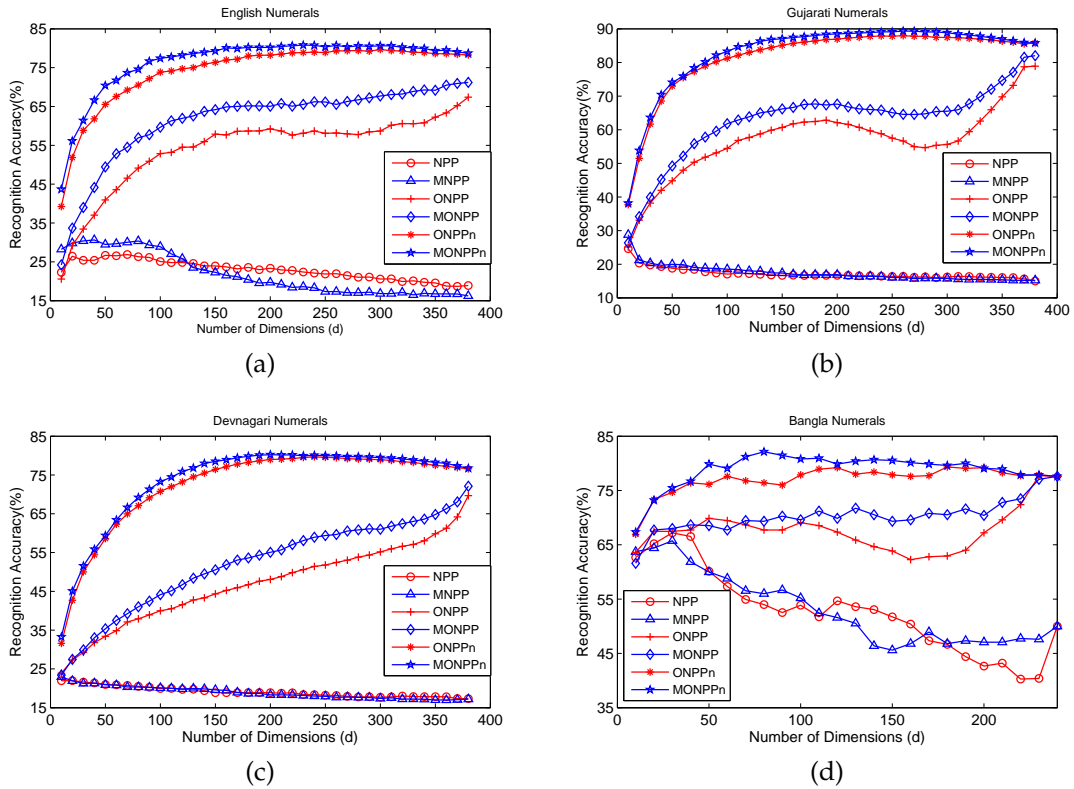 English Numerals
85
75
65
55
45
35
25
15
0 50 100 150 200 250 300 350 400
Recognition Accuracy(%)
Number of Dimensions (d)
NPP
MNPP
ONPP
MONPP
ONPPn
MONPPn
(a)
Gujarati Numerals
90
80
70
60
50
40
30
20
10
0 50 100 150 200 250 300 350 400
Recognition Accuracy(%)
Number of Dimensions (d)
NPP
MNPP
ONPP
MONPP
ONPPn
MONPPn
(b)
Devnagari Numerals
85
75
65
55
45
35
25
15
0 50 100 150 200 250 300 350 400
Recognition Accuracy(%)
Number of Dimensions (d)
NPP
MNPP
ONPP
MONPP
ONPPn
MONPPn
(c)
Bangla Numerals
85
75
65
55
45
35
0 50 100 150 200
Recognition Accuracy(%)
Number of Dimensions (d)
NPP
MNPP
ONPP
MONPP
ONPPn
MONPPn
(d)